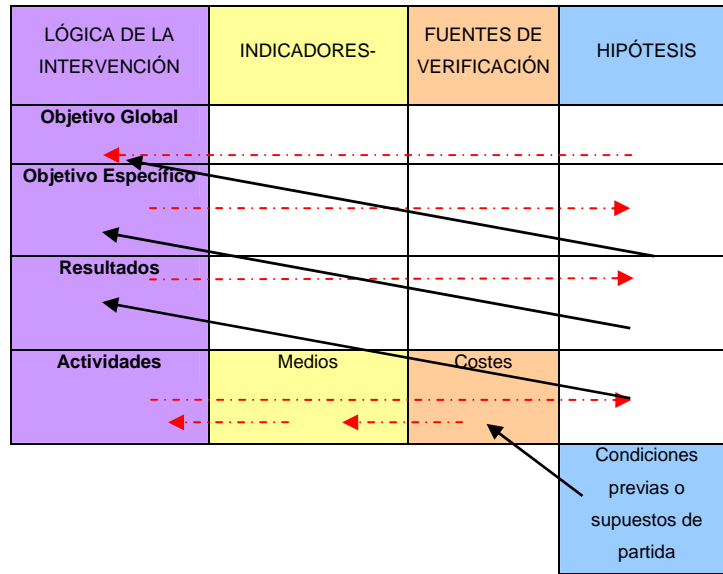 LÓGICA DE LA
INTERVENCIÓN
INDICADORES-
FUENTES DE
VERIFICACIÓN
HIPÓTESIS
Objetivo Global
Objetivo Específico
Resultados
Actividades
Medios
Costes
Condiciones
previas o
supuestos de
partida